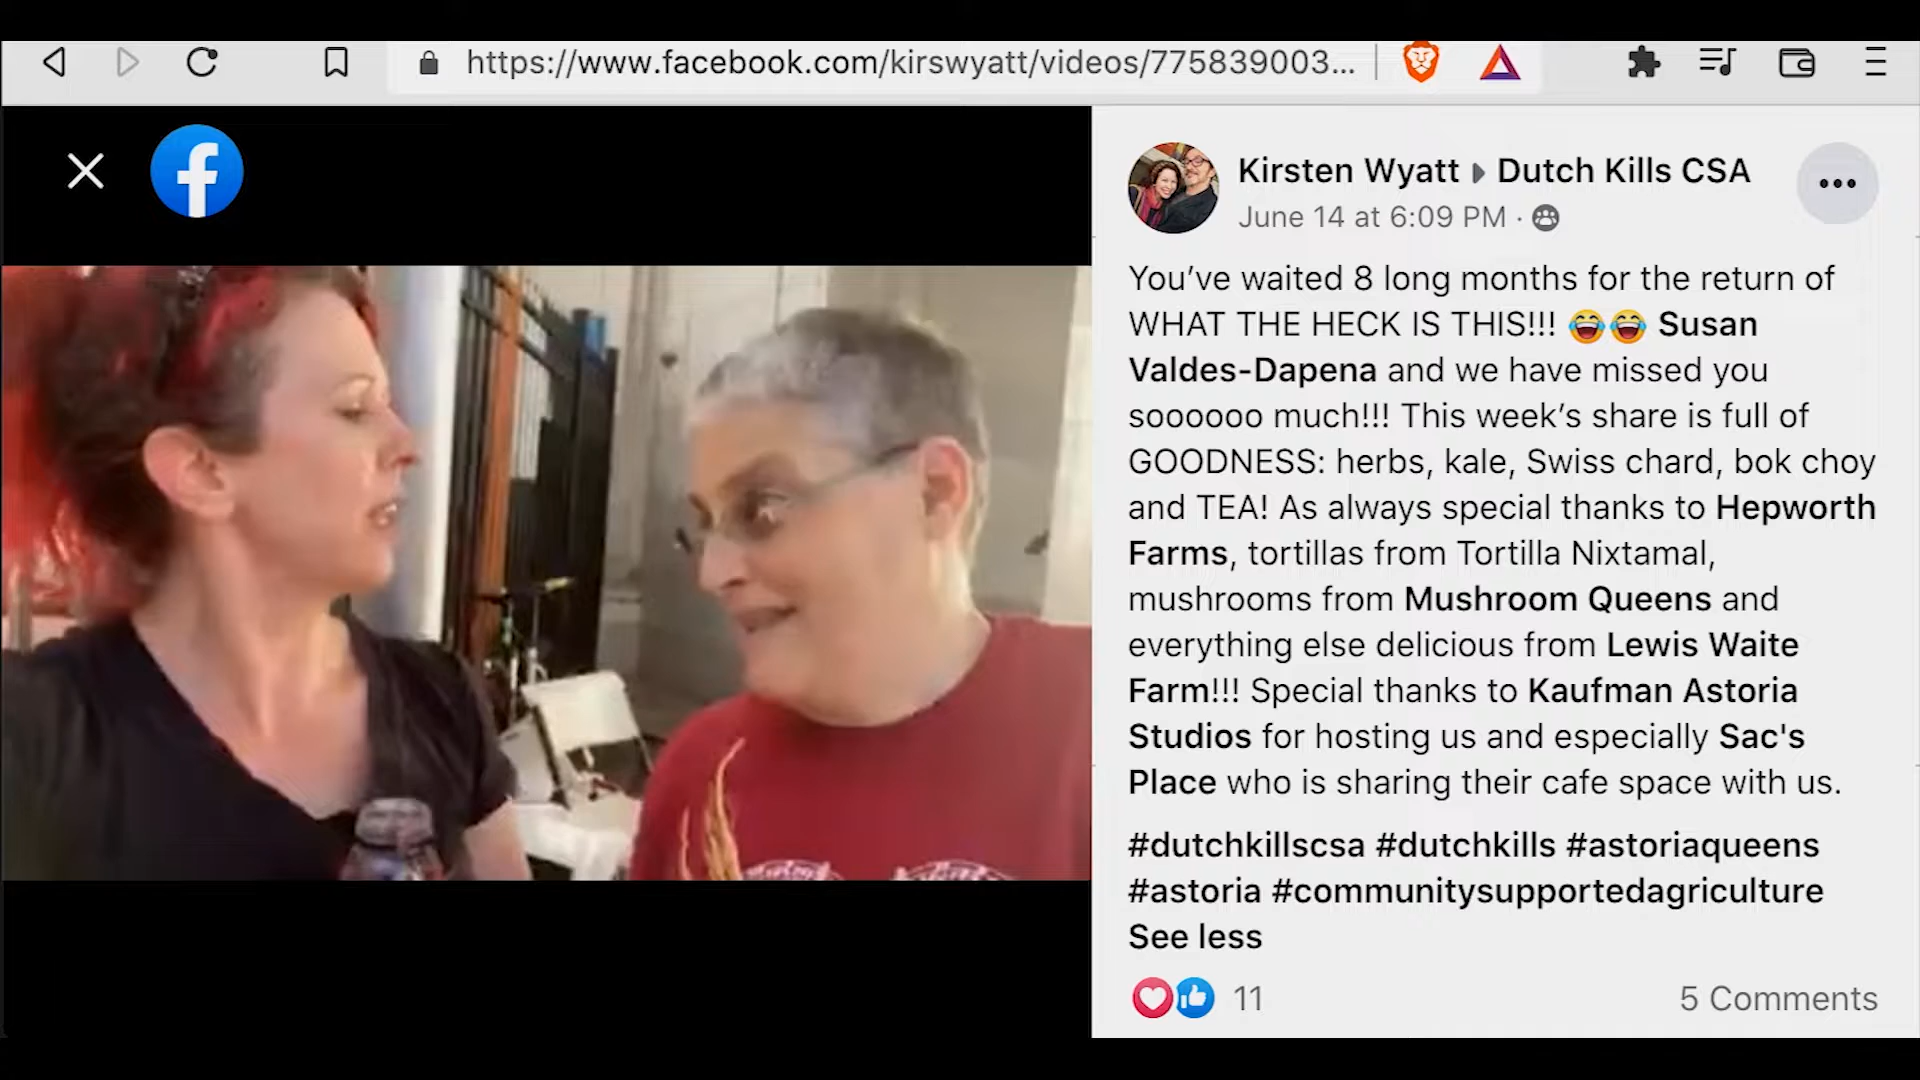 https://www.facebook.com/kirswyatt/videos/775839003...
Kirsten Wyatt Dutch Kills CSA
June 14 at 6:09 PM ·
You’ve waited 8 long months for the return of
WHAT THE HECK IS THIS!!! 😂😂 Susan
Valdes-Dapena and we have missed you
soooooo much!!! This week’s share is full of
GOODNESS: herbs, kale, Swiss chard, bok choy
and TEA! As always special thanks to Hepworth
Farms, tortillas from Tortilla Nixtamal,
mushrooms from Mushroom Queens and
everything else delicious from Lewis Waite
Farm!!! Special thanks to Kaufman Astoria
Studios for hosting us and especially Sac's
Place who is sharing their cafe space with us.
#dutchkillscsa #dutchkills #astoriaqueens
#astoria #communitysupportedagriculture
See less
11
5 Comments